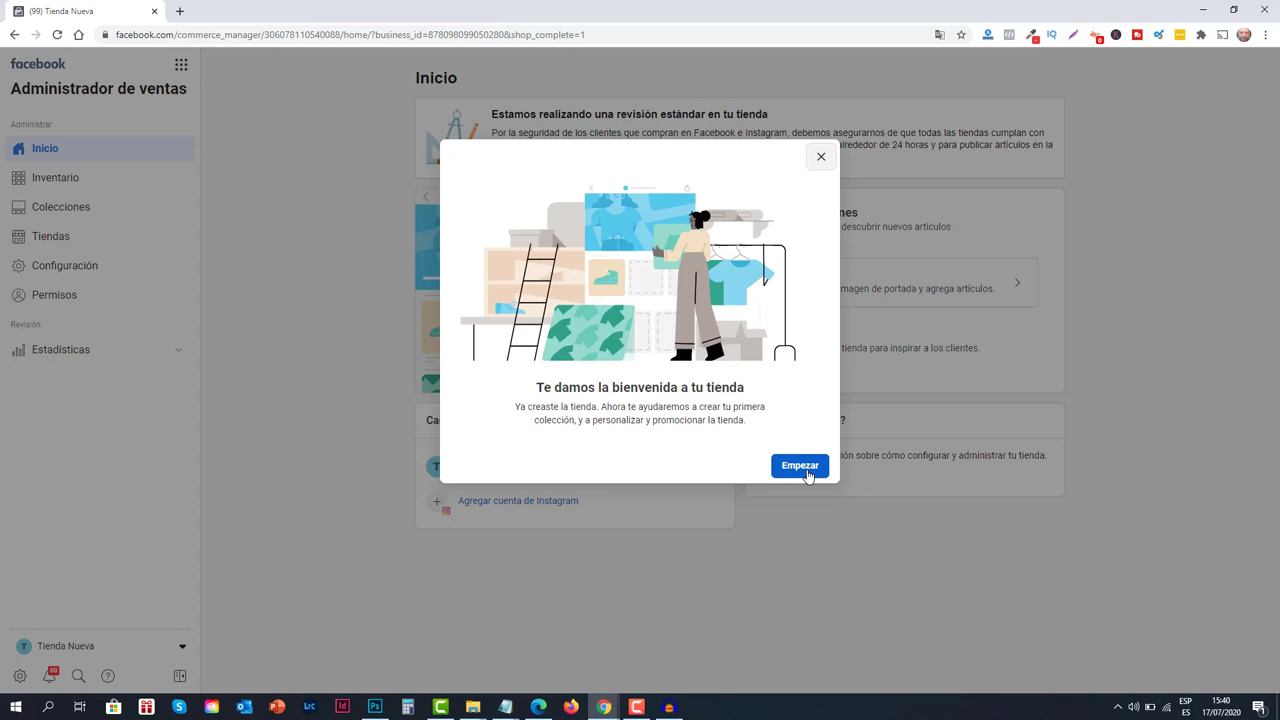 (99) Tienda Nueva
facebook.com/commerce_manager/306078110540088/home/?business_id=878098099050280&shop_complete=1
facebook
Administrador de ventas
Administrar
Inicio
Inventario
Colecciones
Tiendas
Configuración
Permisos
Revisión
Estadísticas
Inicio
Estamos realizando una revisión estándar en tu tienda
Por la seguridad de los clientes que compran en Facebook e Instagram, debemos asegurarnos de que todas las tiendas cumplan con
alrededor de 24 horas y para publicar artículos en la
nes
descubrir nuevos artículos
imagen de portada y agrega artículos.
tienda para inspirar a los clientes.
Te damos la bienvenida a tu tienda
Ya creaste la tienda. Ahora te ayudaremos a crear tu primera
colección, y a personalizar y promocionar la tienda.
Empezar
Ca
?
T
ión sobre cómo configurar y administrar tu tienda.
Agregar cuenta de Instagram
T Tienda Nueva
99
ESP
ES
15:40
17/07/2020